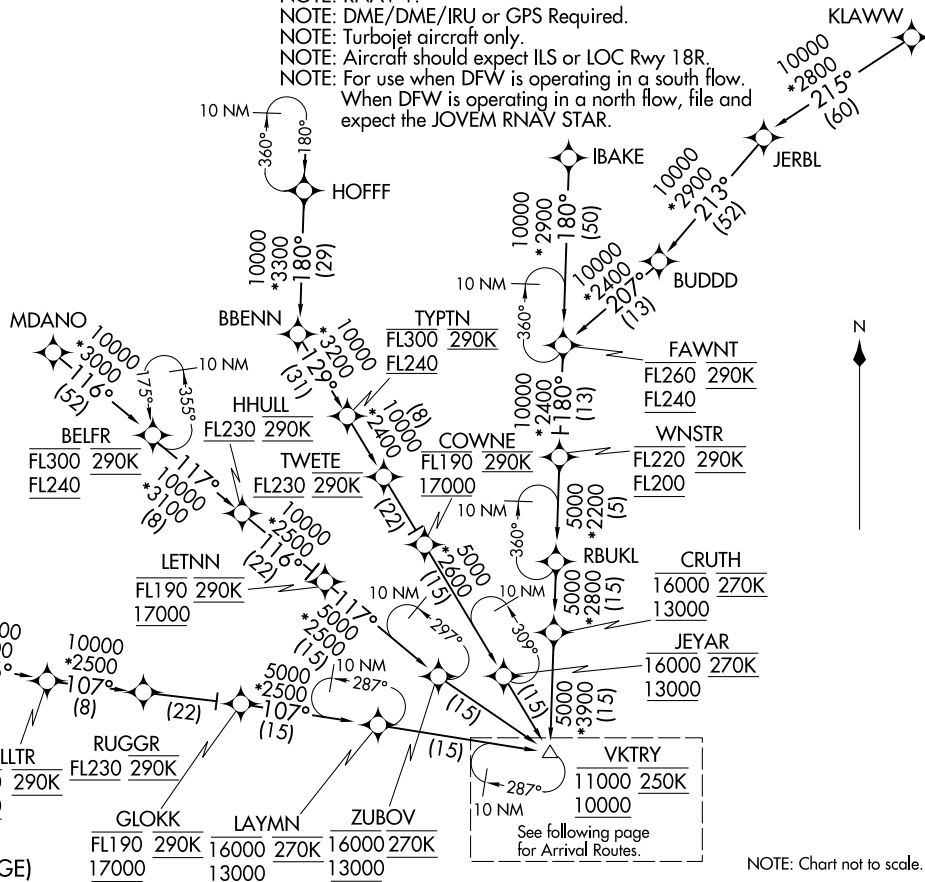 NOTE: DME/DME/IRU or GPS Required.
NOTE: Turbojet aircraft only.
NOTE: Aircraft should expect ILS or LOC Rwy 18R.
NOTE: For use when DFW is operating in a south flow.
When DFW is operating in a north flow, file and
expect the JOVEM RNAV STAR.
KLAWW
10000
*2800
215°
(60)
JERBL
10000
*2900
213°
(52)
BUDDD
10000
*2400
207°
(13)
10 NM
360°
180°
HOFFF
10000
*3300
180°
(29)
BBENN
10000
*3200
129°
(31)
IBAKE
10000
*2900
180°
(50)
10 NM
360°
FAWNT
FL260 290K
FL240
10000
*2400
180°
(13)
WNSTR
FL220 290K
FL200
N
MDANO
10000
*3000
116°
(52)
10 NM
175°
355°
BELFR
FL300 290K
FL240
117°
10000
*3100
(8)
HHULL
FL230 290K
TYPTN
FL300 290K
FL240
(8)
10000
*2400
TWETE
FL230 290K
(22)
COWNE
FL190 290K
17000
10 NM
360°
5000
*2200
(5)
RBUKL
5000
*2800
(15)
CRUTH
16000 270K
13000
10000
*2500
116°
(22)
LETNN
FL190 290K
17000
117°
5000
*2500
(15)
5000
*2600
(15)
10 NM
297°
10 NM
309°
JEYAR
16000 270K
13000
5000
*3900
(15)
10000
*2500
107°
(8)
(22)
RUGGR
FL230 290K
290K
5000
*2500
107°
(15)
10 NM
287°
(15)
(15)
(15)
GLOKK
FL190 290K
17000
LAYMN
16000 270K
13000
ZUBOV
16000 270K
13000
287°
10 NM
VKTRY
11000 250K
10000
See following page
for Arrival Routes.
NOTE: Chart not to scale.